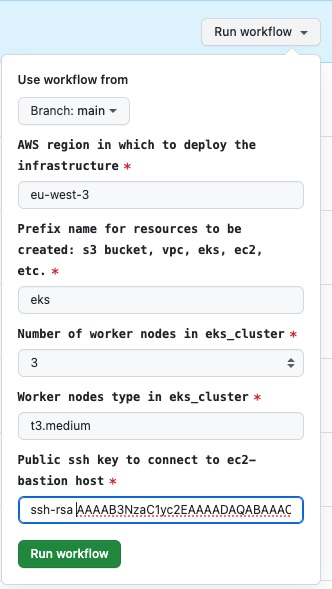 Run workflow
Use workflow from
Branch: main
AWS region in which to deploy the
infrastructure *
eu-west-3
Prefix name for resources to be
created: s3 bucket, vpc, eks, ec2,
etc. *
eks
Number of worker nodes in eks_cluster *
3
Worker nodes type in eks_cluster *
t3.medium
Public ssh key to connect to ec2-
bastion host *
ssh-rsa AAAAB3NzaC1yc2EAAAADAQABAAAC
Run workflow